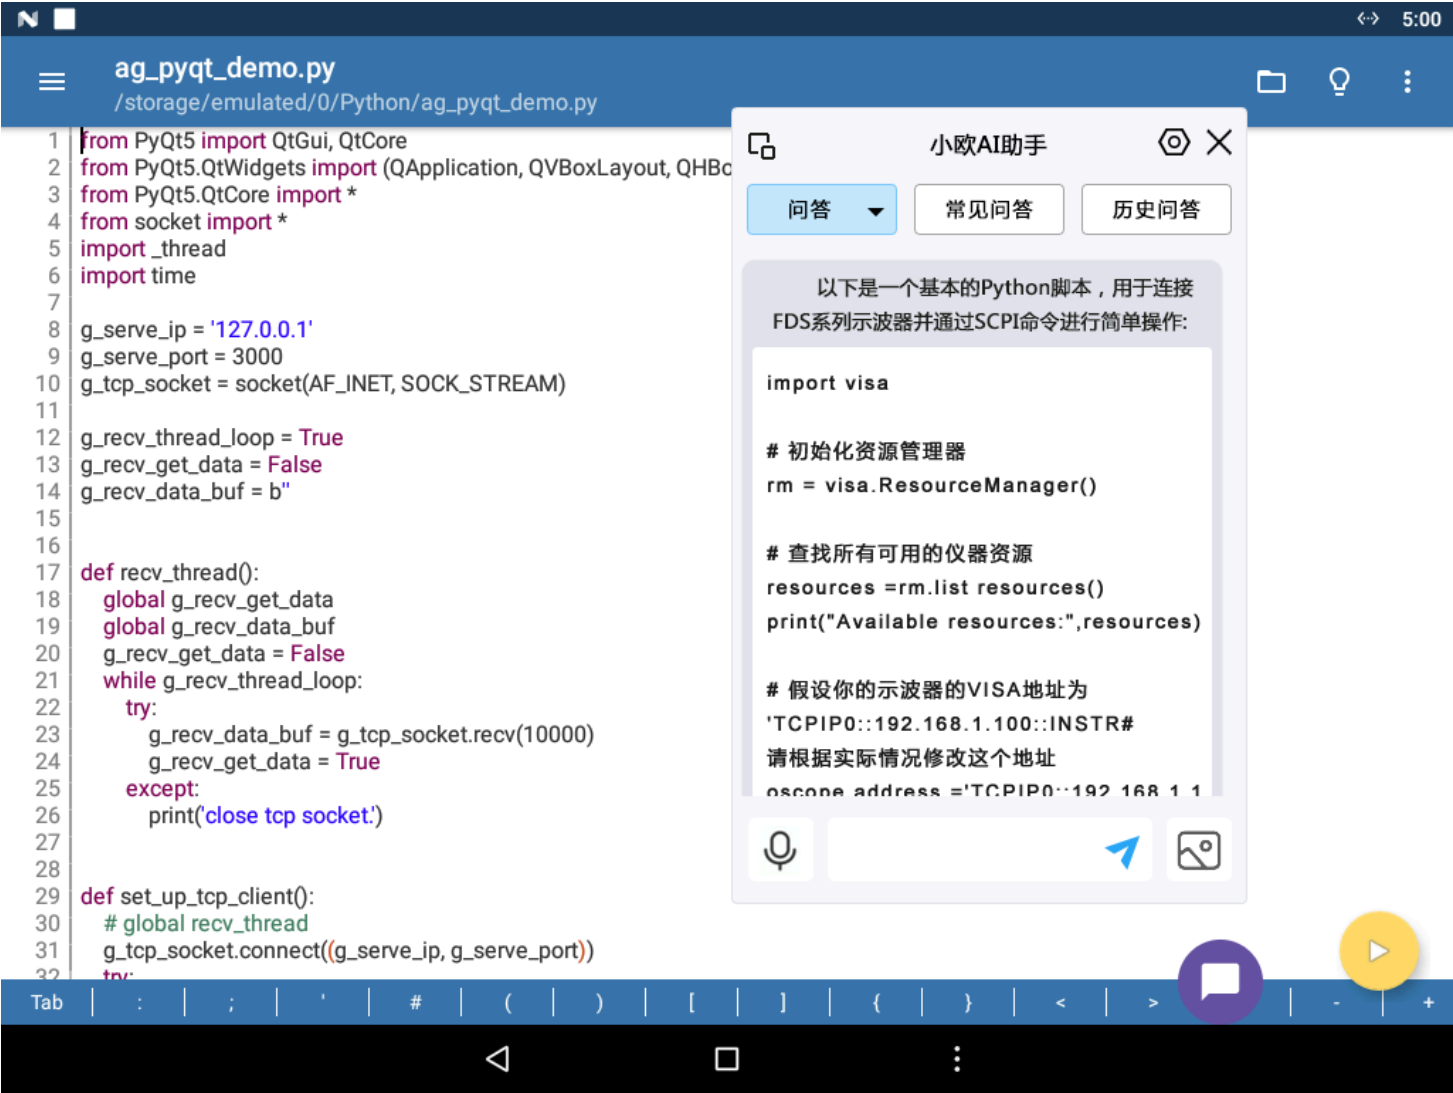 5:00
ag_pyqt_demo.py
/storage/emulated/0/Python/ag_pyqt_demo.py
1 from PyQt5 import QtGui, QtCore
2 from PyQt5.QtWidgets import (QApplication, QVBoxLayout, QHBo
3 from PyQt5.QtCore import *
4 from socket import *
5 import _thread
6 import time
7
8 g_serve_ip = '127.0.0.1'
9 g_serve_port = 3000
10 g_tcp_socket = socket(AF_INET, SOCK_STREAM)
11
12 g_recv_thread_loop = True
13 g_recv_get_data = False
14 g_recv_data_buf = b''
15
16
17 def recv_thread():
18 global g_recv_get_data
19 global g_recv_data_buf
20 g_recv_get_data = False
21 while g_recv_thread_loop:
22 try:
23 g_recv_data_buf = g_tcp_socket.recv(10000)
24 g_recv_get_data = True
25 except:
26 print('close tcp socket.')
27
28
29 def set_up_tcp_client():
30 # global recv_thread
31 g_tcp_socket.connect((g_serve_ip, g_serve_port))
32 try:
小欧AI助手
问答 常见问答 历史问答
以下是一个基本的Python脚本，用于连接
FDS系列示波器并通过SCPI命令进行简单操作:
import visa
# 初始化资源管理器
rm = visa.ResourceManager()
# 查找所有可用的仪器资源
resources =rm.list resources()
print("Available resources:",resources)
# 假设你的示波器的VISA地址为
'TCPIP0::192.168.1.100::INSTR#
请根据实际情况修改这个地址
oscope address ='TCPIP0::192.168.1.1
Tab : ; ' # ( ) [ ] { } < > - +